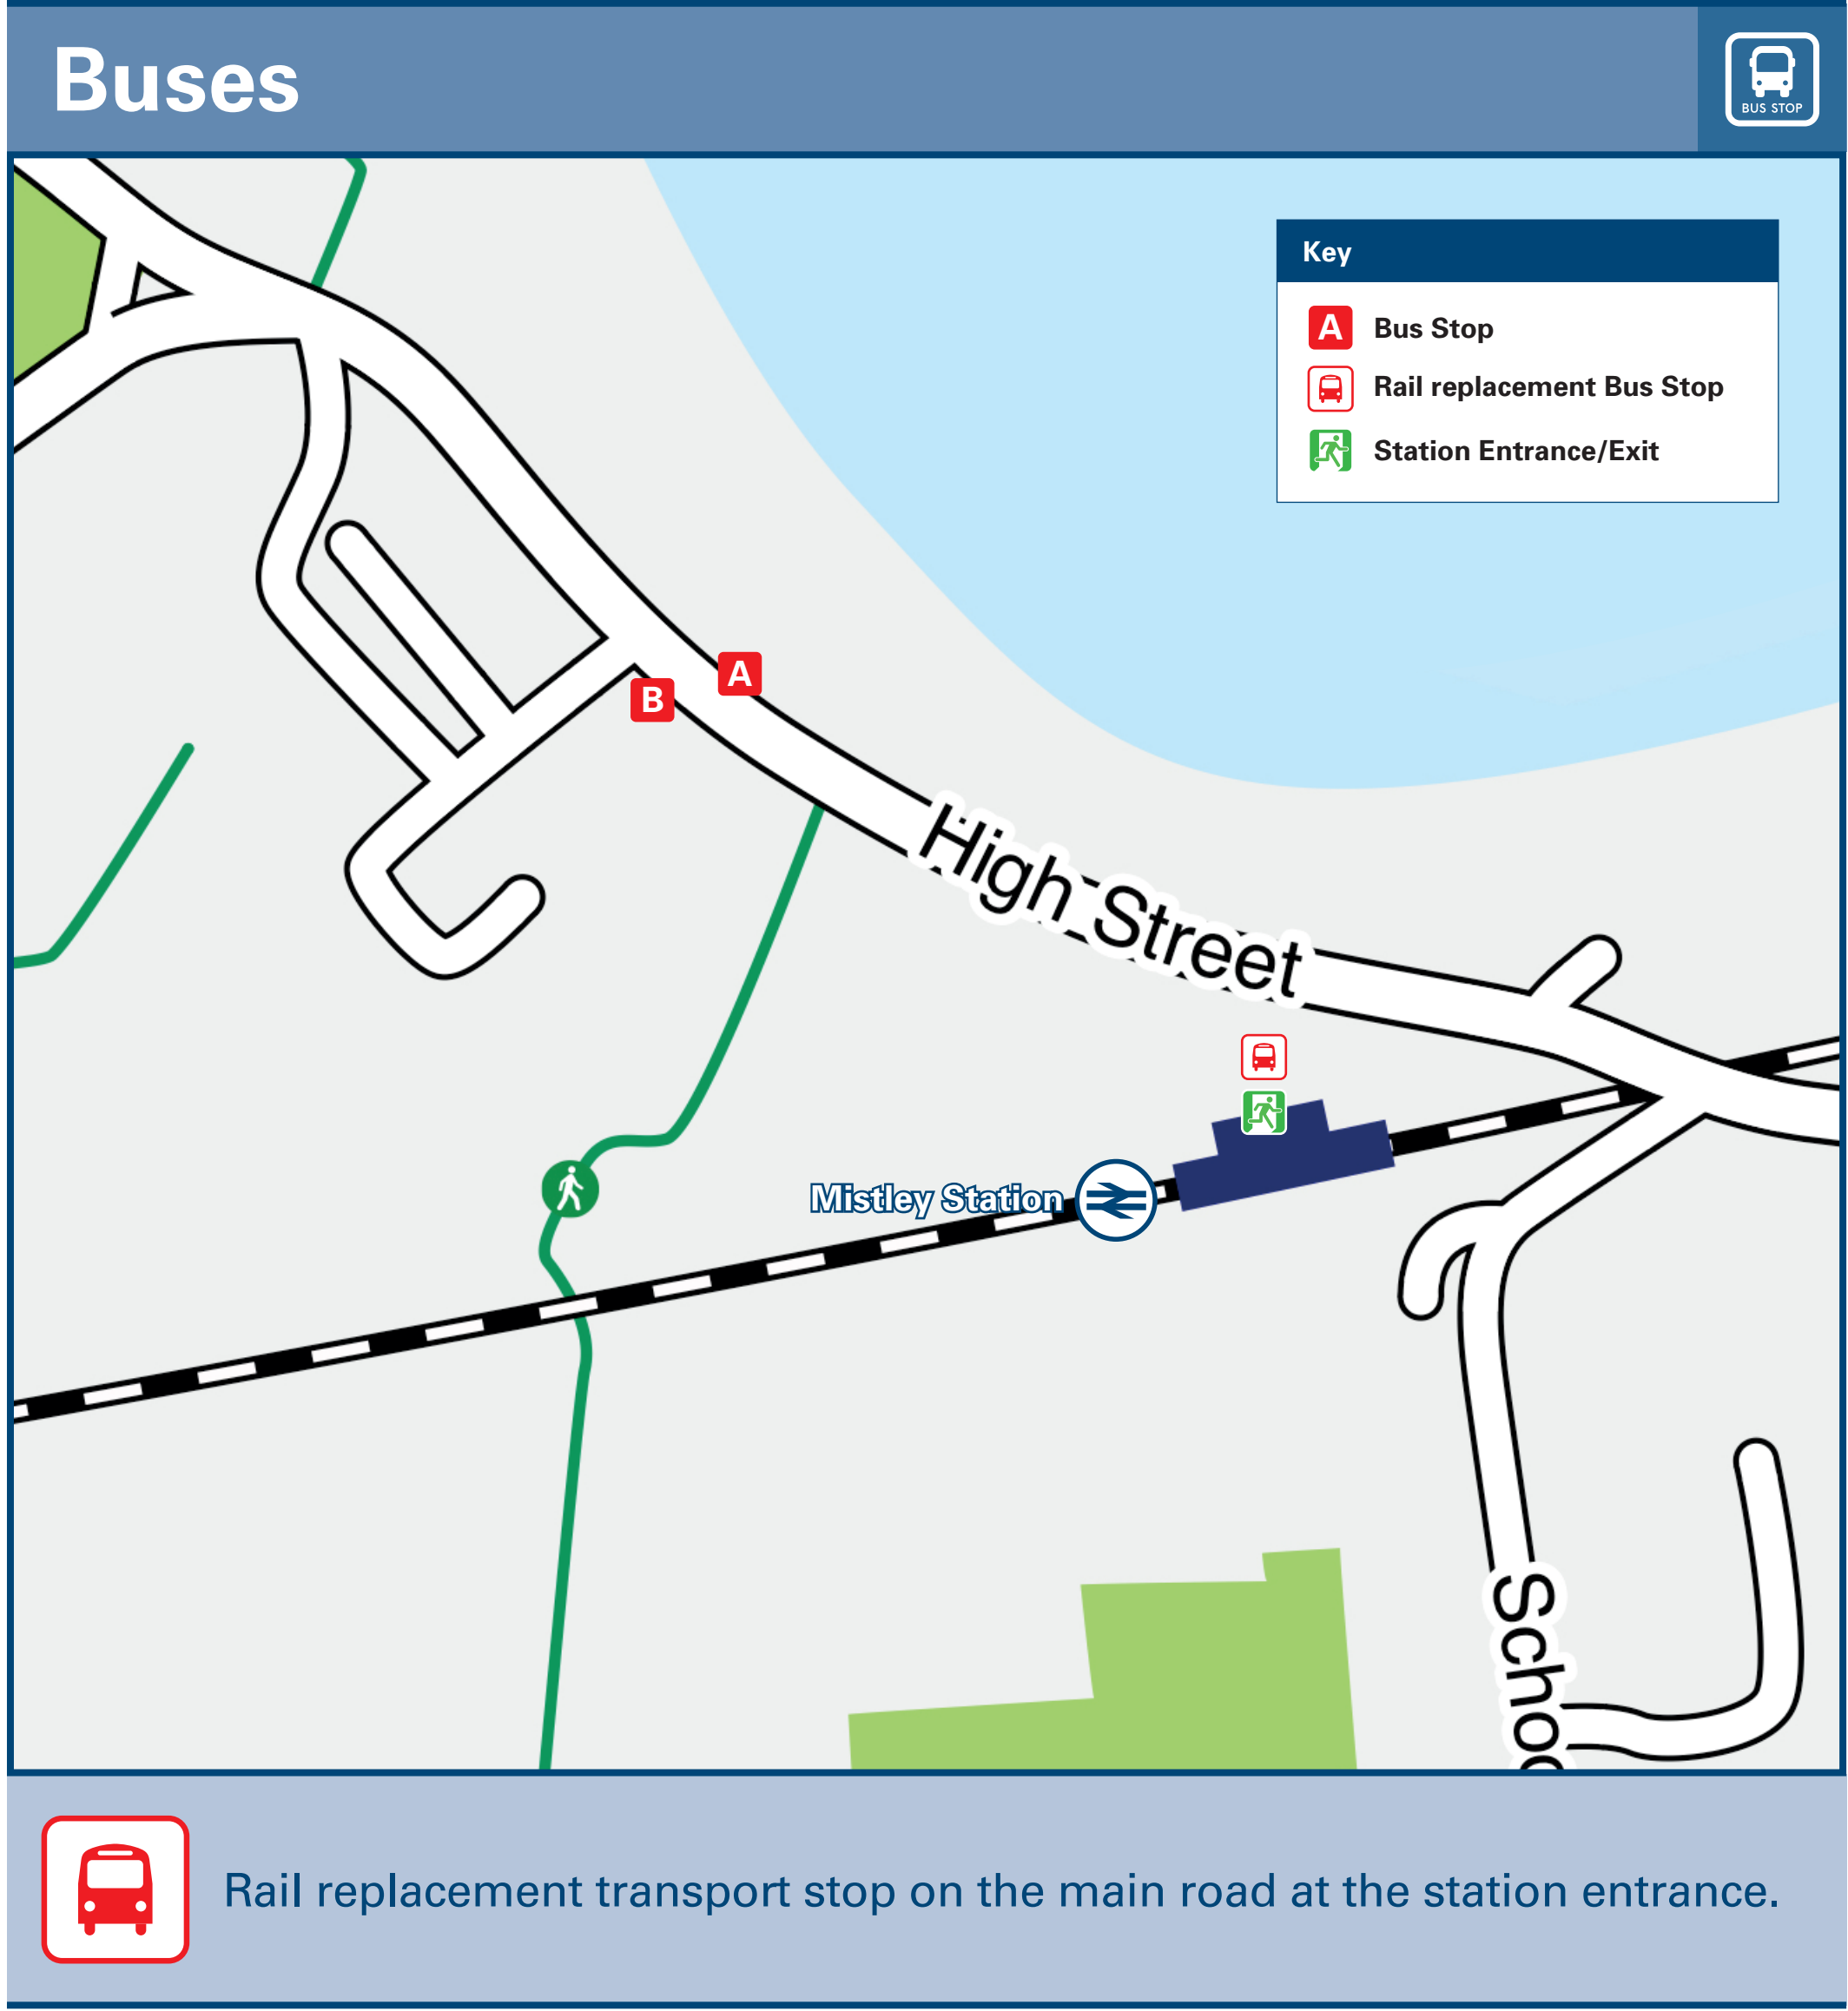 Buses
BUS STOP
Key
A Bus Stop
Rail replacement Bus Stop
Station Entrance/Exit
A
B
High Street
Mistley Station
Schoo
Rail replacement transport stop on the main road at the station entrance.